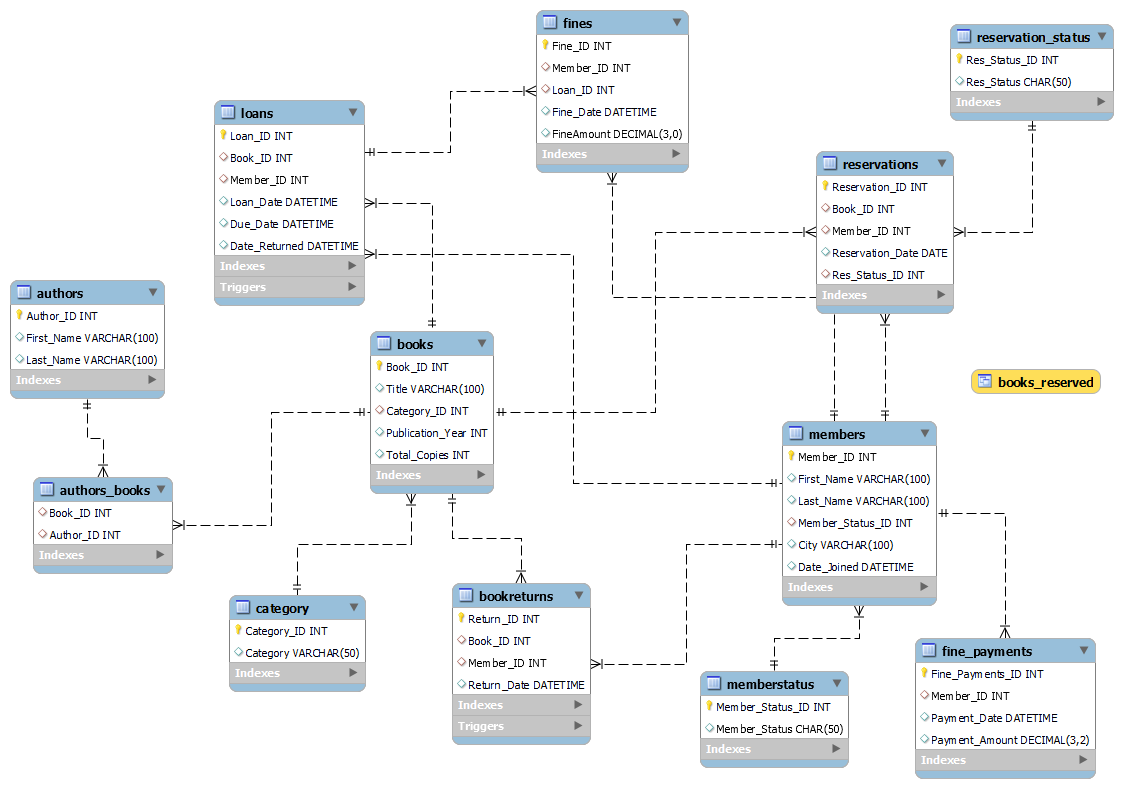 fines
Fine_ID INT
Member_ID INT
Loan_ID INT
Fine_Date DATETIME
FineAmount DECIMAL(3,0)
Indexes
reservation_status
Res_Status_ID INT
Res_Status CHAR(50)
Indexes
loans
Loan_ID INT
Book_ID INT
Member_ID INT
Loan_Date DATETIME
Due_Date DATETIME
Date_Returned DATETIME
Indexes
Triggers
reservations
Reservation_ID INT
Book_ID INT
Member_ID INT
Reservation_Date DATE
Res_Status_ID INT
Indexes
authors
Author_ID INT
First_Name VARCHAR(100)
Last_Name VARCHAR(100)
Indexes
books
Book_ID INT
Title VARCHAR(100)
Category_ID INT
Publication_Year INT
Total_Copies INT
Indexes
books_reserved
members
Member_ID INT
First_Name VARCHAR(100)
Last_Name VARCHAR(100)
Member_Status_ID INT
City VARCHAR(100)
Date_Joined DATETIME
Indexes
authors_books
Book_ID INT
Author_ID INT
Indexes
category
Category_ID INT
Category VARCHAR(50)
Indexes
bookreturns
Return_ID INT
Book_ID INT
Member_ID INT
Return_Date DATETIME
Indexes
Triggers
memberstatus
Member_Status_ID INT
Member_Status CHAR(50)
Indexes
fine_payments
Fine_Payments_ID INT
Member_ID INT
Payment_Date DATETIME
Payment_Amount DECIMAL(3,2)
Indexes